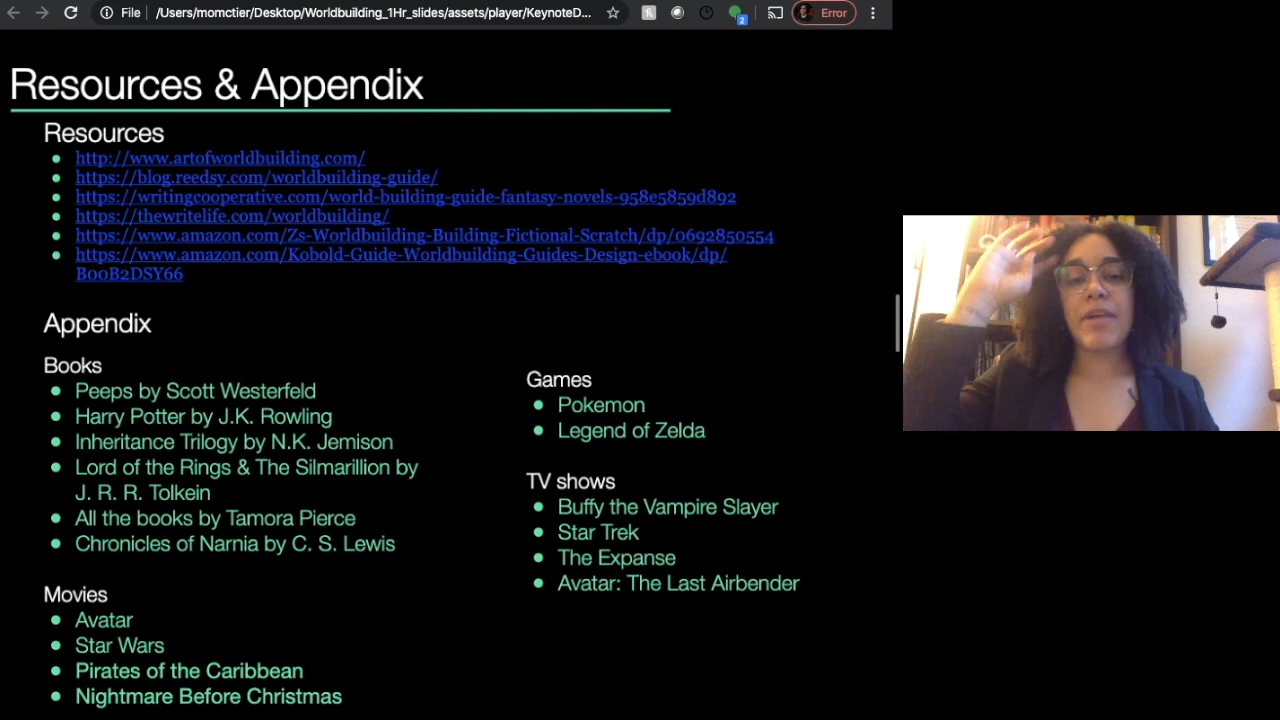 File
/Users/momctier/Desktop/Worldbuilding_1Hr_slides/assets/player/KeynoteD...
2
Error
Resources & Appendix
Resources
http://www.artofworldbuilding.com/
https://blog.reedsy.com/worldbuilding-guide/
https://writingcooperative.com/world-building-guide-fantasy-novels-958e5859d892
https://thewritelife.com/worldbuilding/
https://www.amazon.com/Zs-Worldbuilding-Building-Fictional-Scratch/dp/0692850554
https://www.amazon.com/Kobold-Guide-Worldbuilding-Guides-Design-ebook/dp/
B00B2DSY66
Appendix
Books
Peeps by Scott Westerfeld
Harry Potter by J.K. Rowling
Inheritance Trilogy by N.K. Jemison
Lord of the Rings & The Silmarillion by
J. R. R. Tolkein
All the books by Tamora Pierce
Chronicles of Narnia by C. S. Lewis
Movies
Avatar
Star Wars
Pirates of the Caribbean
Nightmare Before Christmas
Games
Pokemon
Legend of Zelda
TV shows
Buffy the Vampire Slayer
Star Trek
The Expanse
Avatar: The Last Airbender